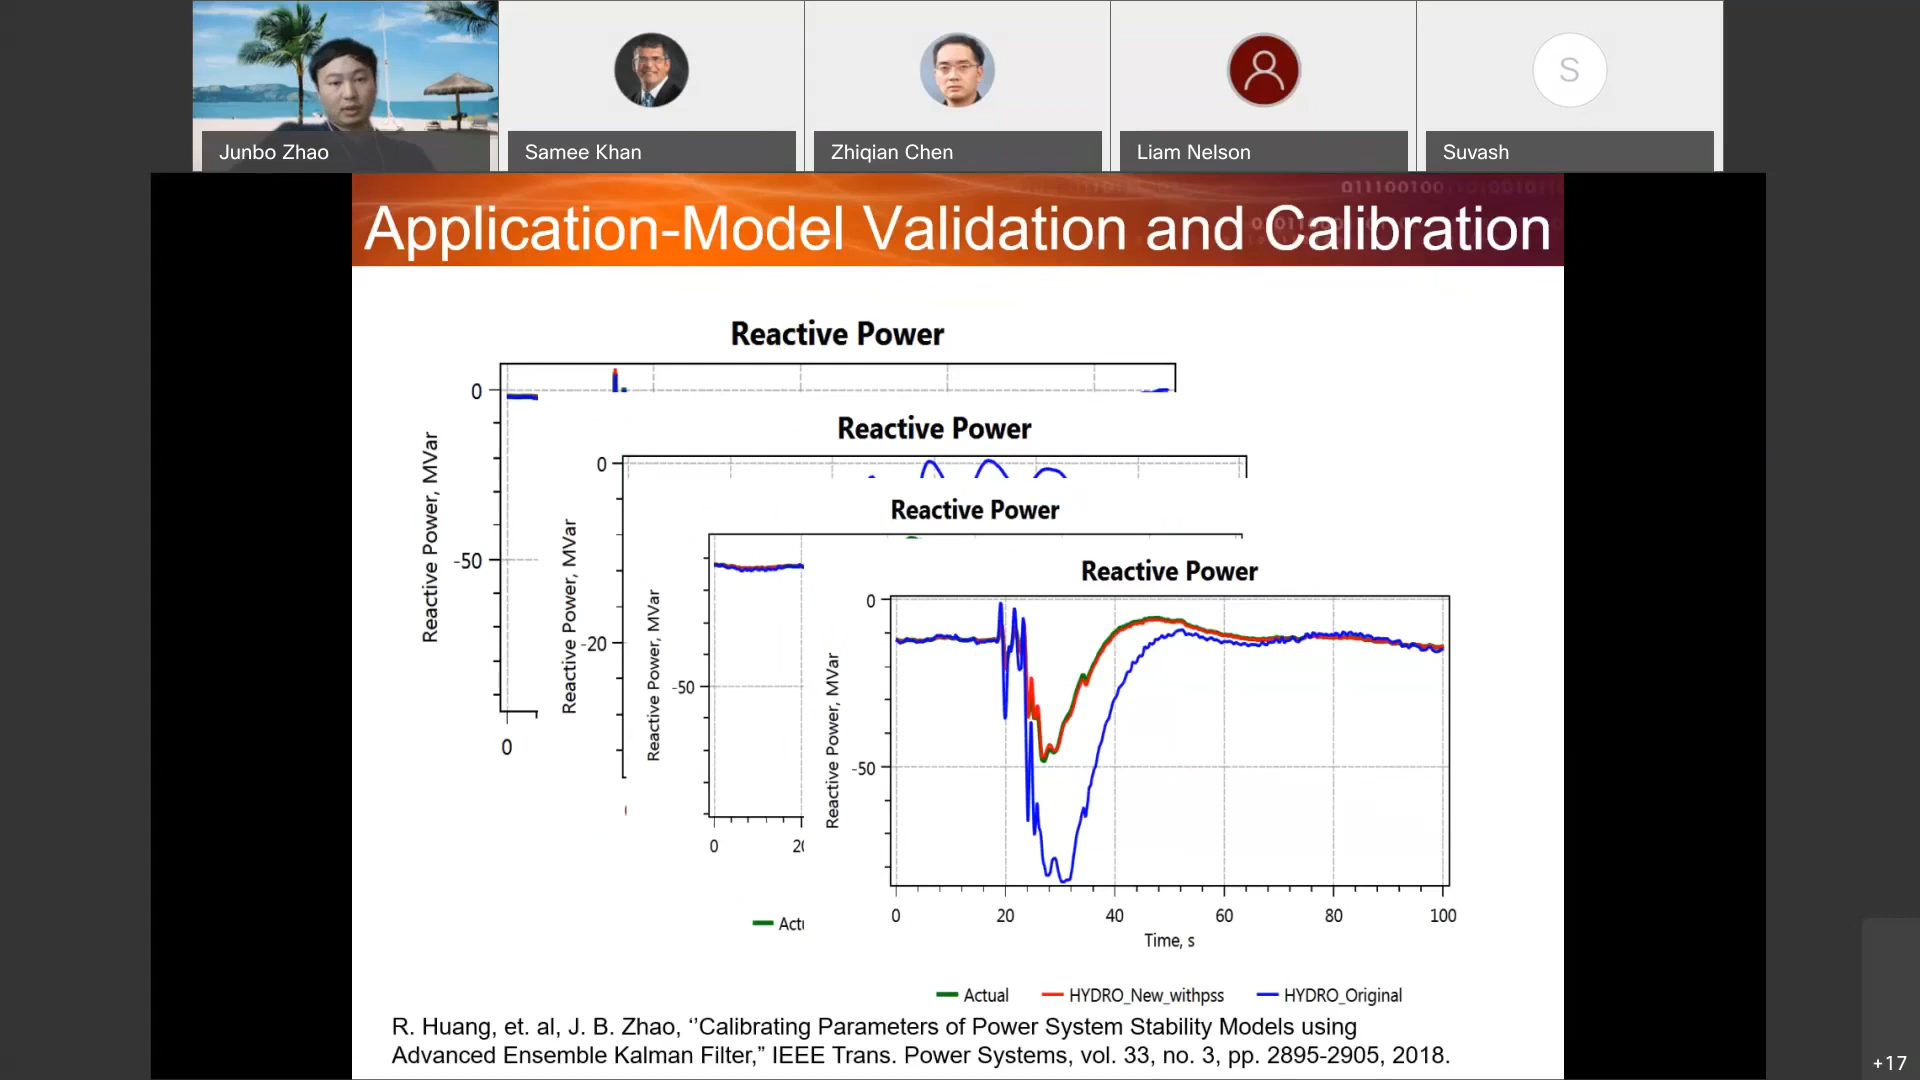 Junbo Zhao
Samee Khan
Zhiqian Chen
Liam Nelson
S
Suvash
Application-Model Validation and Calibration
Reactive Power
0
Reactive Power, MVar
-50
0
Reactive Power
0
Reactive Power, MVar
-20
Reactive Power
Reactive Power, MVar
-50
0
Reactive Power
0
Reactive Power, MVar
-50
0 20 40 60 80 100
Time, s
Actual HYDRO_New_withpss HYDRO_Original
R. Huang, et. al, J. B. Zhao, ‘’Calibrating Parameters of Power System Stability Models using
Advanced Ensemble Kalman Filter,” IEEE Trans. Power Systems, vol. 33, no. 3, pp. 2895-2905, 2018.
+17